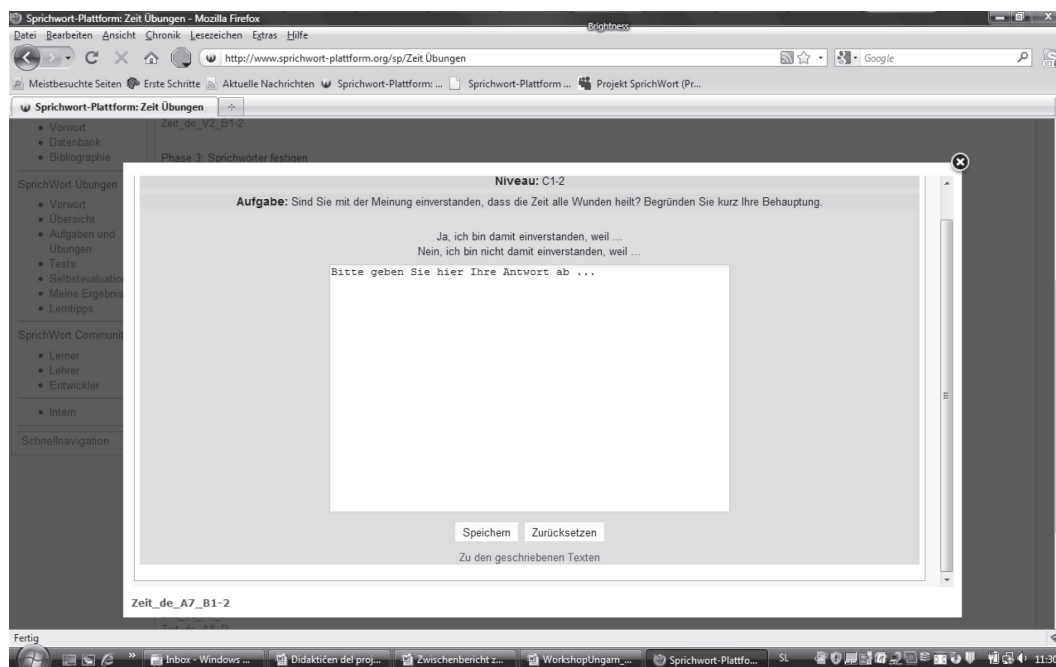 Sprichwort-Plattform: Zeit Übungen - Mozilla Firefox
Brightness
Datei Bearbeiten Ansicht Chronik Lesezeichen Extras Hilfe
http://www.sprichwort-plattform.org/sp/Zeit Übungen
Google
Meistbesuchte Seiten Erste Schritte Aktuelle Nachrichten Sprichwort-Plattform: ... Sprichwort-Plattform ... Projekt SprichWort (Pr...
Sprichwort-Plattform: Zeit Übungen
Vorwort
Datenbank
Bibliographie
SprichWort Übungen
Vorwort
Übersicht
Aufgaben und
Übungen
Tests
Selbstevaluatio
Meine Ergebnis
Lerntipps
SprichWort Communit
Lerner
Lehrer
Entwickler
Intern
Schnellnavigation
Zeit_de_V2_B1-2
Phase 3: Sprichwörter festigen
Niveau: C1-2
Aufgabe: Sind Sie mit der Meinung einverstanden, dass die Zeit alle Wunden heilt? Begründen Sie kurz Ihre Behauptung.
Ja, ich bin damit einverstanden, weil ...
Nein, ich bin nicht damit einverstanden, weil ...
Bitte geben Sie hier Ihre Antwort ab ...
Speichern Zurücksetzen
Zu den geschriebenen Texten
Zeit_de_A7_B1-2
Fertig
Inbox - Windows ... Didaktičen del proj... Zwischenbericht z... WorkshopUngarn_... Sprichwort-Plattfo... SL 11:30